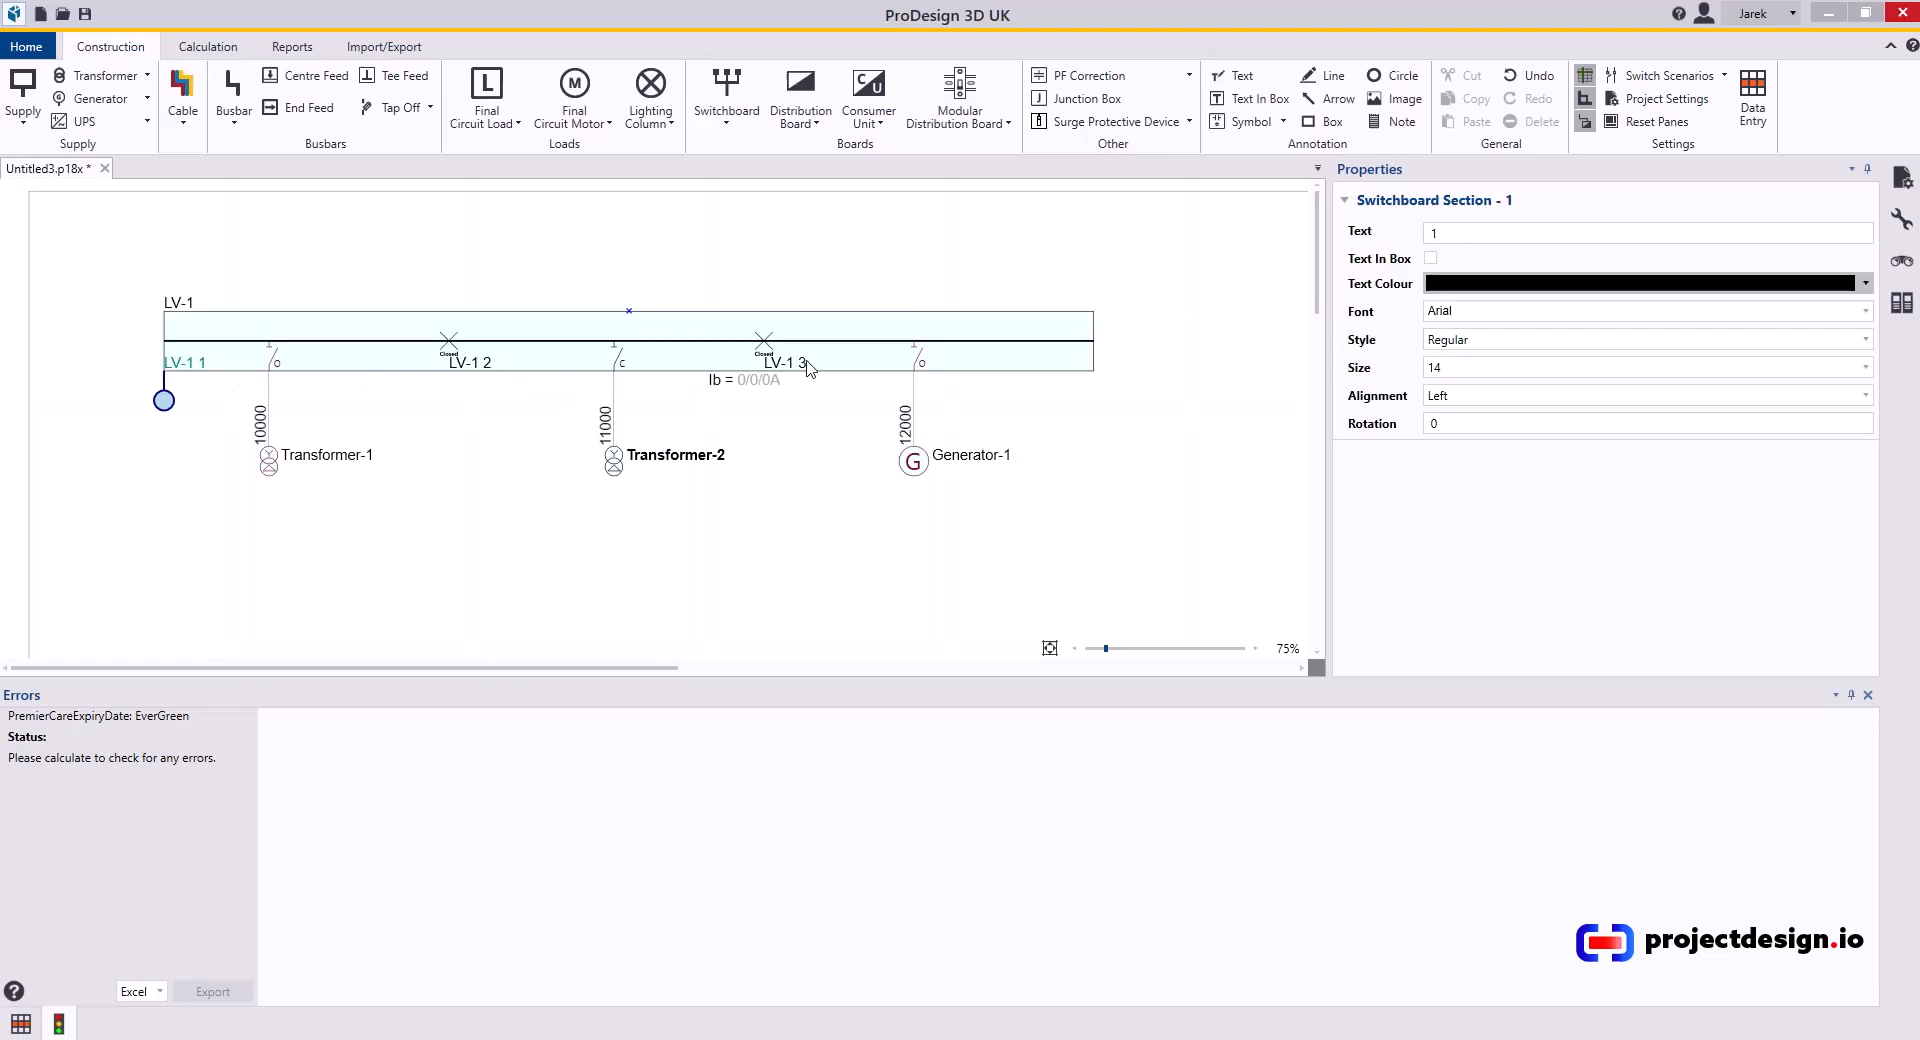 ProDesign 3D UK
Jarek
Home
Construction
Calculation
Reports
Import/Export
Supply
Transformer
Generator
UPS
Supply
Cable
Busbar
Centre Feed
Tee Feed
End Feed
Tap Off
Busbars
Final
Circuit Load
Final
Circuit Motor
Lighting
Column
Loads
Switchboard
Distribution
Board
Consumer
Unit
Modular
Distribution Board
Boards
PF Correction
Junction Box
Surge Protective Device
Other
Text
Line
Circle
Text In Box
Arrow
Image
Symbol
Box
Note
Annotation
Cut
Undo
Copy
Redo
Paste
Delete
General
Switch Scenarios
Project Settings
Reset Panes
Settings
Data
Entry
Untitled3.p18x *
LV-1
Closed
Closed
LV-1 1
O
LV-1 2
C
LV-1 3
O
Ib = 0/0/0A
10000
11000
12000
Transformer-1
Transformer-2
G
Generator-1
75%
Properties
Switchboard Section - 1
Text
1
Text In Box
Text Colour
Font
Arial
Style
Regular
Size
14
Alignment
Left
Rotation
0
Errors
PremierCareExpiryDate: EverGreen
Status:
Please calculate to check for any errors.
projectdesign.io
Excel
Export